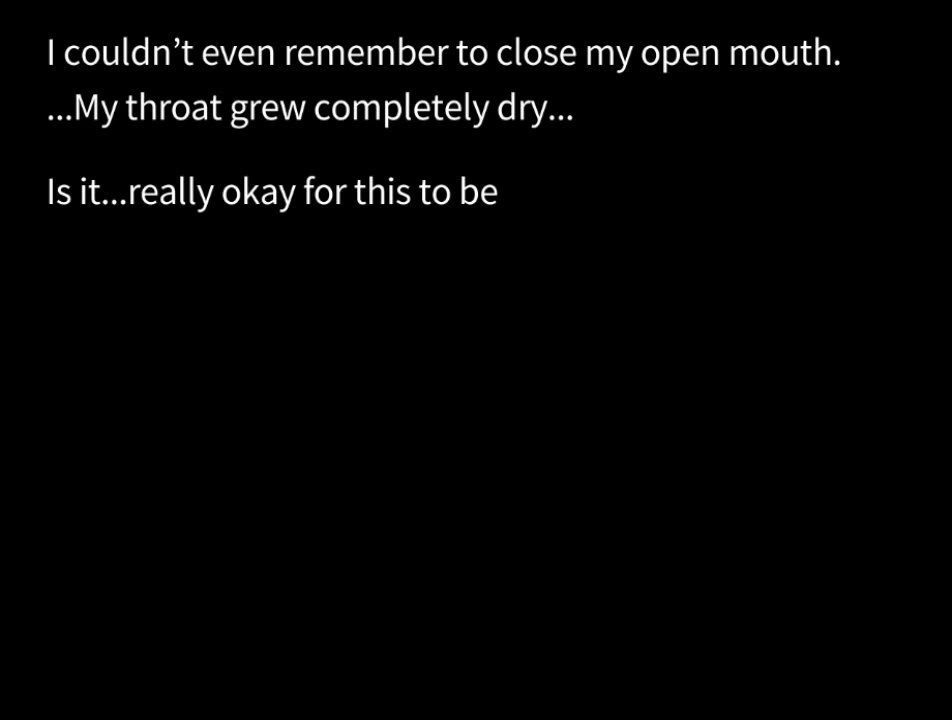 I couldn’t even remember to close my open mouth.
...My throat grew completely dry...
Is it...really okay for this to be